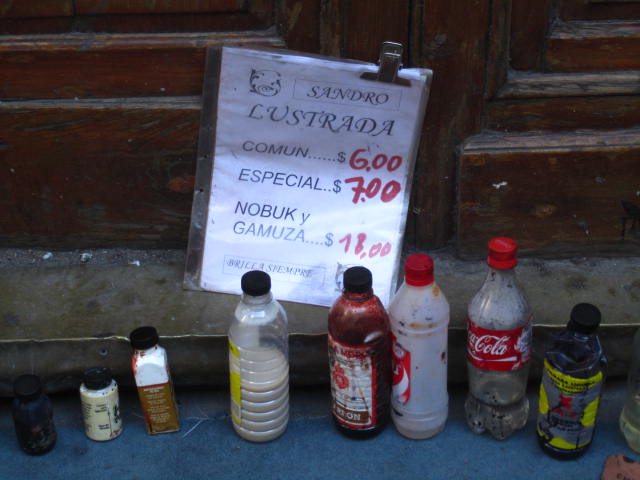 SANDRO
LUSTRADA
COMUN......$ 6,00
ESPECIAL..$ 7.00
NOBUK y
GAMUZA....$ 18,00
BRILLA SIEMPRE
Coca-Cola